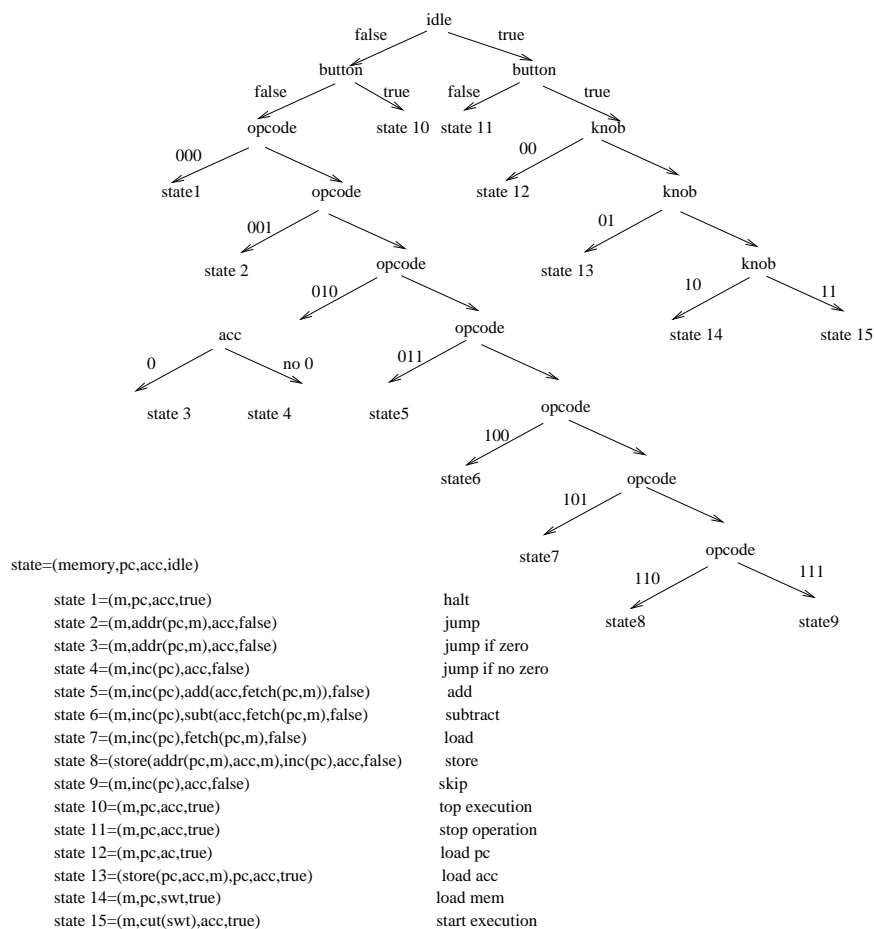 idle
false true
button button
false true false true
opcode state 10 state 11 knob
000 00
state1 opcode state 12 knob
001 01
state 2 opcode state 13 knob
010 10 11
acc opcode state 14 state 15
0 no 0 011
state 3 state 4 state5 opcode
100
state6 opcode
101
state7 opcode
110 111
state8 state9
state=(memory,pc,acc,idle)
state 1=(m,pc,acc,true) halt
state 2=(m,addr(pc,m),acc,false) jump
state 3=(m,addr(pc,m),acc,false) jump if zero
state 4=(m,inc(pc),acc,false) jump if no zero
state 5=(m,inc(pc),add(acc,fetch(pc,m)),false) add
state 6=(m,inc(pc),subt(acc,fetch(pc,m),false) subtract
state 7=(m,inc(pc),fetch(pc,m),false) load
state 8=(store(addr(pc,m),acc,m),inc(pc),acc,false) store
state 9=(m,inc(pc),acc,false) skip
state 10=(m,pc,acc,true) top execution
state 11=(m,pc,acc,true) stop operation
state 12=(m,pc,ac,true) load pc
state 13=(store(pc,acc,m),pc,acc,true) load acc
state 14=(m,pc,swt,true) load mem
state 15=(m,cut(swt),acc,true) start execution